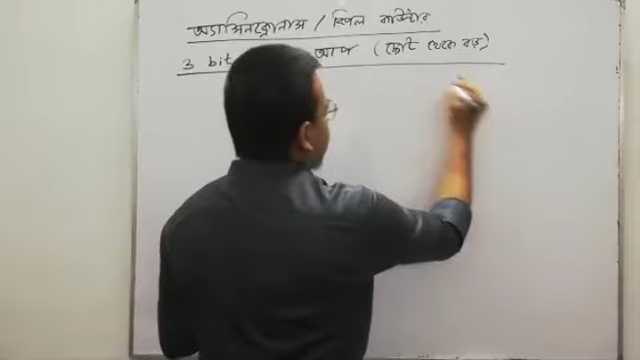 অ্যাসিনক্রোনাস / রিপল কাউন্টার
3 bit আপ (ছোট থেকে বড়)